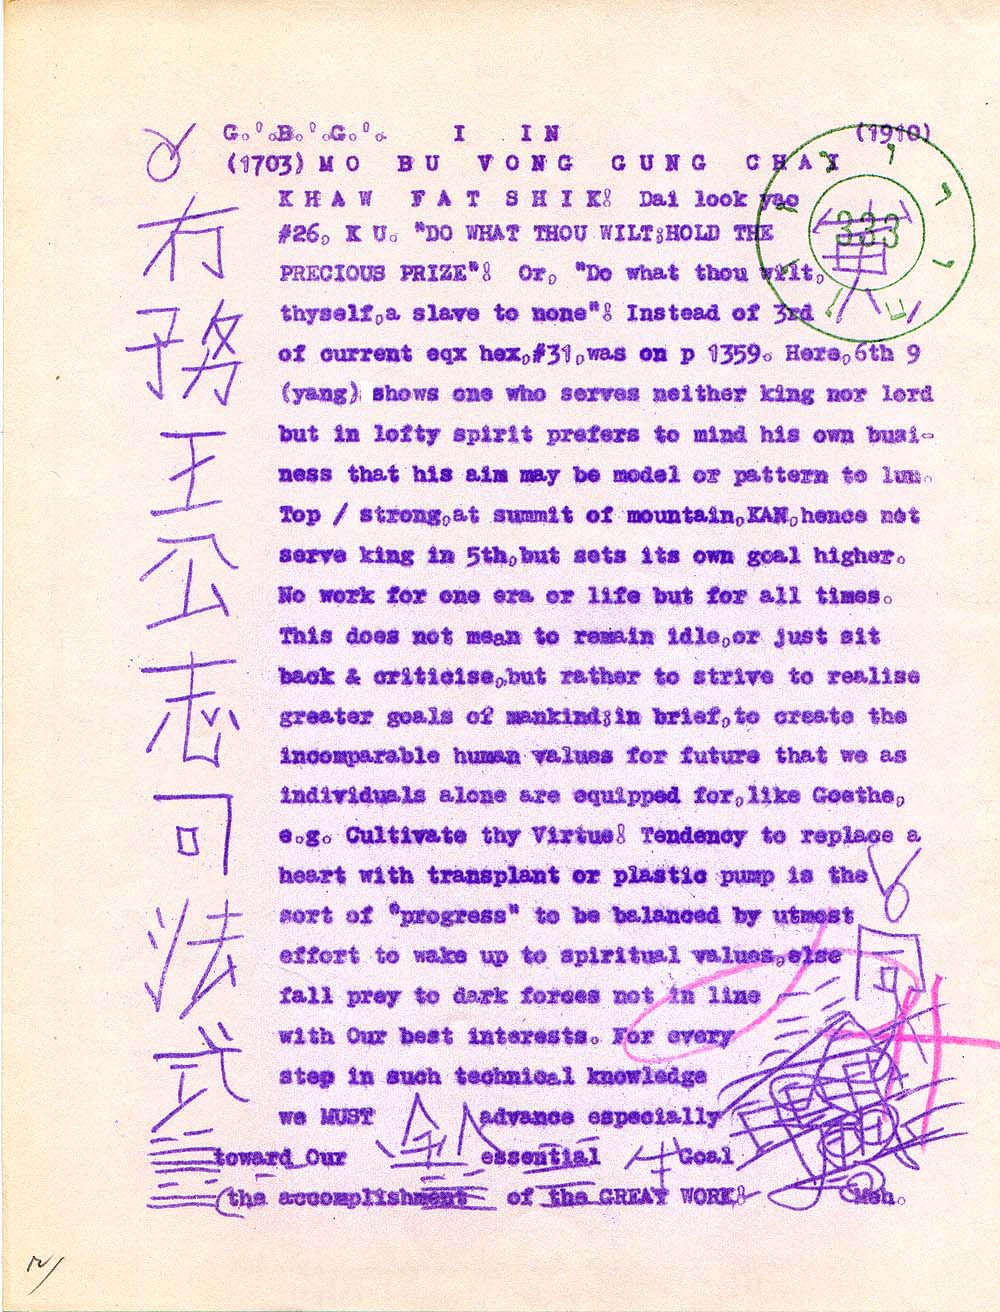 G.'.B.'.G.'. I IN (1910)
(1703) MO BU VONG GUNG CHAI
KHAW FAT SHIK! Dai look yao
#26, K U. "DO WHAT THOU WILT;HOLD THE
PRECIOUS PRIZE"! Or, "Do what thou wilt,
thyself,a slave to none"! Instead of 3rd
of current eqx hex,#31,was on p 1359. Here,6th 9
(yang) shows one who serves neither king nor lord
but in lofty spirit prefers to mind his own busi-
ness that his aim may be model or pattern to lun.
Top / strong,at summit of mountain,KAN,hence not
serve king in 5th,but sets its own goal higher.
No work for one era or life but for all times.
This does not mean to remain idle,or just sit
back & criticise,but rather to strive to realise
greater goals of mankind;in brief,to create the
incomparable human values for future that we as
individuals alone are equipped for,like Goethe,
e.g. Cultivate thy Virtue! Tendency to replace a
heart with transplant or plastic pump is the
sort of "progress" to be balanced by utmost
effort to wake up to spiritual values,else
fall prey to dark forces not in line
with Our best interests. For every
step in such technical knowledge
we MUST advance especially
toward Our essential Goal
(the accomplishment of the GREAT WORK! Meh.
冇
務
王
公
志
可
法
式
333
黄